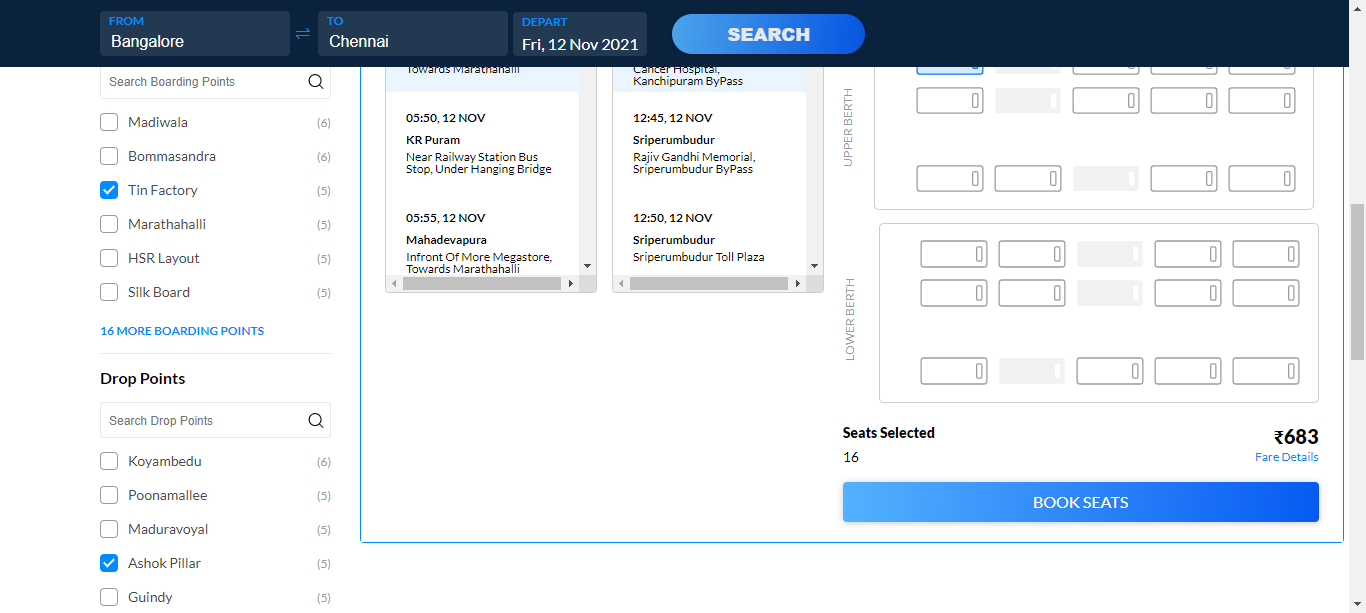 FROM
Bangalore
TO
Chennai
DEPART
Fri, 12 Nov 2021
SEARCH
Search Boarding Points
Madiwala (6)
Bommasandra (6)
Tin Factory (5)
Marathahalli (5)
HSR Layout (5)
Silk Board (5)
16 MORE BOARDING POINTS
Drop Points
Search Drop Points
Koyambedu (6)
Poonamallee (5)
Maduravoyal (5)
Ashok Pillar (5)
Guindy (5)
Towards Marathahalli
05:50, 12 NOV
KR Puram
Near Railway Station Bus
Stop, Under Hanging Bridge
05:55, 12 NOV
Mahadevapura
Infront Of More Megastore,
Towards Marathahalli
Cancer Hospital,
Kanchipuram ByPass
12:45, 12 NOV
Sriperumbudur
Rajiv Gandhi Memorial,
Sriperumbudur ByPass
12:50, 12 NOV
Sriperumbudur
Sriperumbudur Toll Plaza
UPPER BERTH
LOWER BERTH
Seats Selected
16
₹683
Fare Details
BOOK SEATS